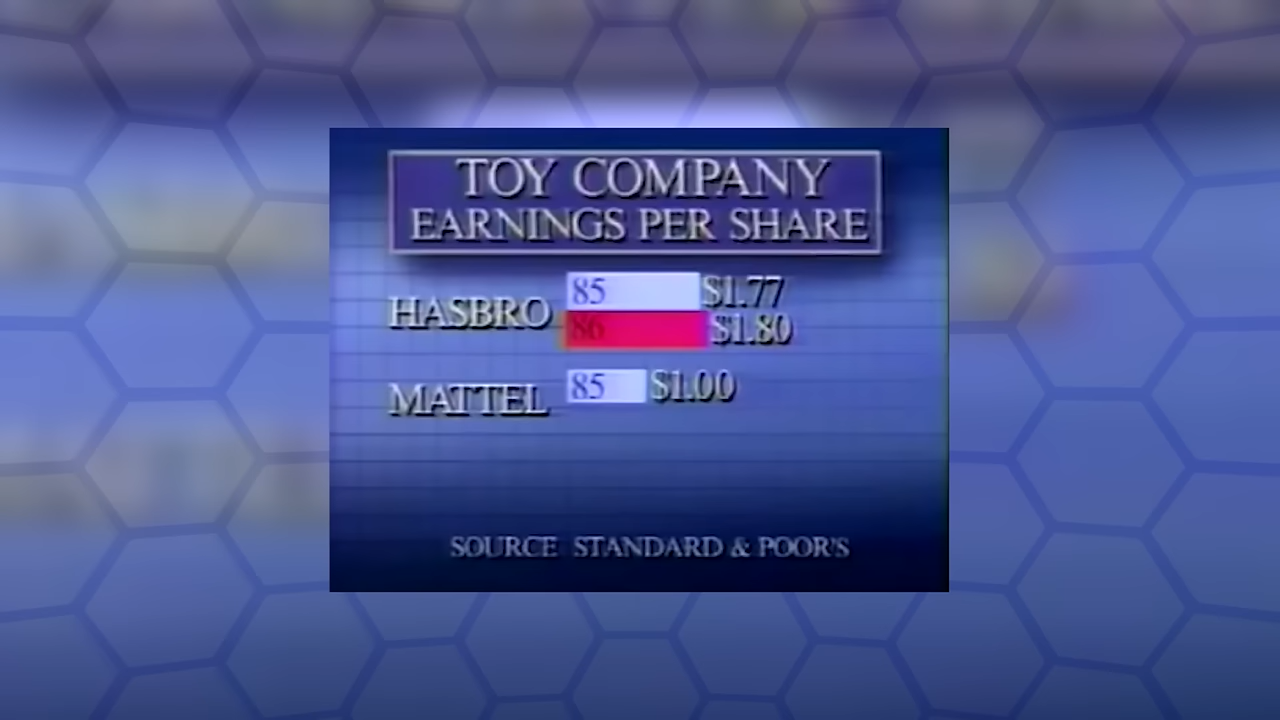 TOY COMPANY
EARNINGS PER SHARE
HASBRO
85 $1.77
86 $1.80
MATTEL
85 $1.00
SOURCE STANDARD & POOR'S